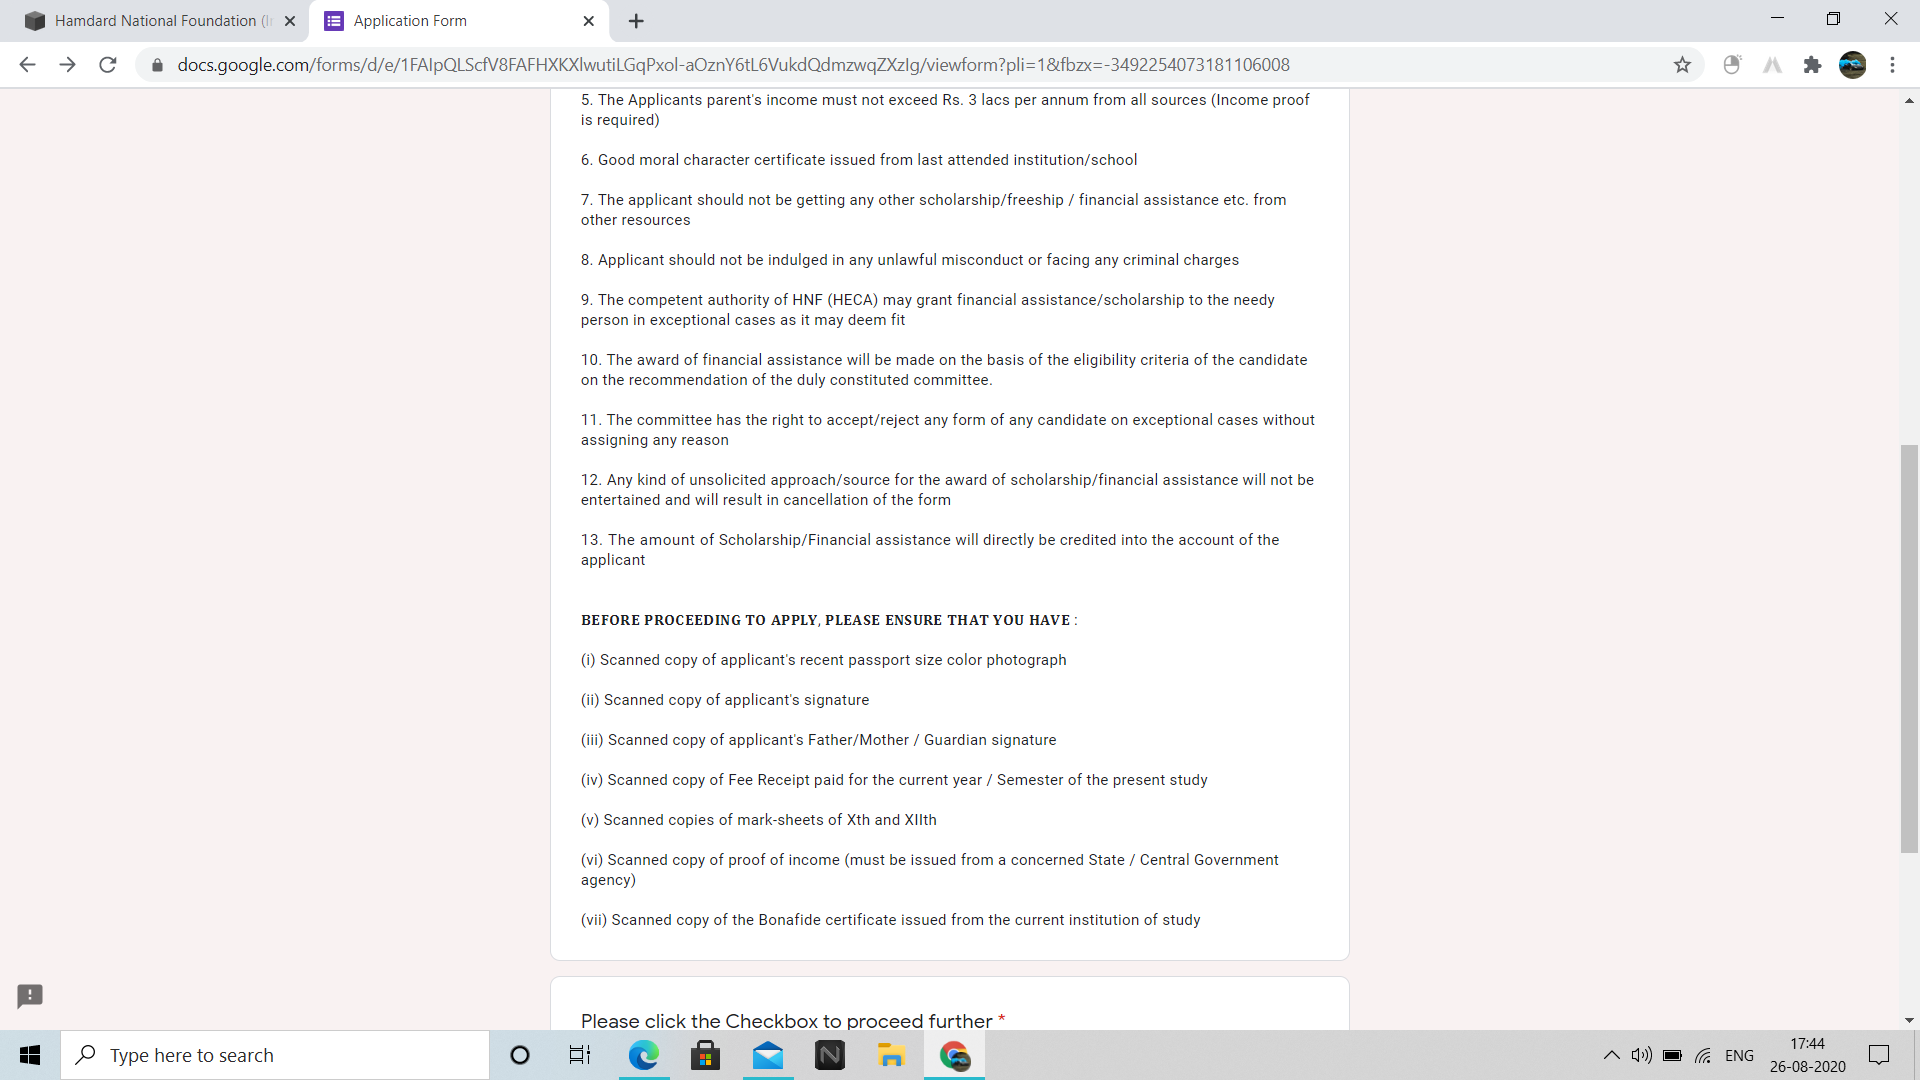 Hamdard National Foundation (I
Application Form
docs.google.com/forms/d/e/1FAIpQLScfV8FAFHXKXlwutiLGqPxol-aOznY6tL6VukdQdmzwqZXzIg/viewform?pli=1&fbzx=-3492254073181106008
5. The Applicants parent's income must not exceed Rs. 3 lacs per annum from all sources (Income proof
is required)
6. Good moral character certificate issued from last attended institution/school
7. The applicant should not be getting any other scholarship/freeship / financial assistance etc. from
other resources
8. Applicant should not be indulged in any unlawful misconduct or facing any criminal charges
9. The competent authority of HNF (HECA) may grant financial assistance/scholarship to the needy
person in exceptional cases as it may deem fit
10. The award of financial assistance will be made on the basis of the eligibility criteria of the candidate
on the recommendation of the duly constituted committee.
11. The committee has the right to accept/reject any form of any candidate on exceptional cases without
assigning any reason
12. Any kind of unsolicited approach/source for the award of scholarship/financial assistance will not be
entertained and will result in cancellation of the form
13. The amount of Scholarship/Financial assistance will directly be credited into the account of the
applicant
BEFORE PROCEEDING TO APPLY, PLEASE ENSURE THAT YOU HAVE :
(i) Scanned copy of applicant's recent passport size color photograph
(ii) Scanned copy of applicant's signature
(iii) Scanned copy of applicant's Father/Mother / Guardian signature
(iv) Scanned copy of Fee Receipt paid for the current year / Semester of the present study
(v) Scanned copies of mark-sheets of Xth and XIIth
(vi) Scanned copy of proof of income (must be issued from a concerned State / Central Government
agency)
(vii) Scanned copy of the Bonafide certificate issued from the current institution of study
Please click the Checkbox to proceed further *
Type here to search
ENG
17:44
26-08-2020